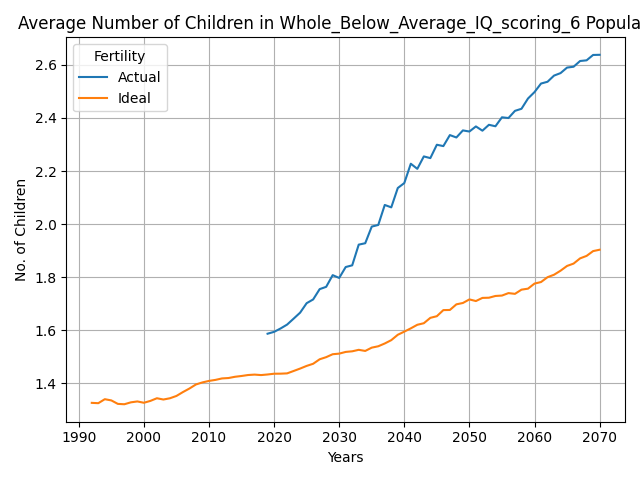 Average Number of Children in Whole_Below_Average_IQ_scoring_6 Popula
Fertility
Actual
Ideal
No. of Children
2.6
2.4
2.2
2.0
1.8
1.6
1.4
1990 2000 2010 2020 2030 2040 2050 2060 2070
Years